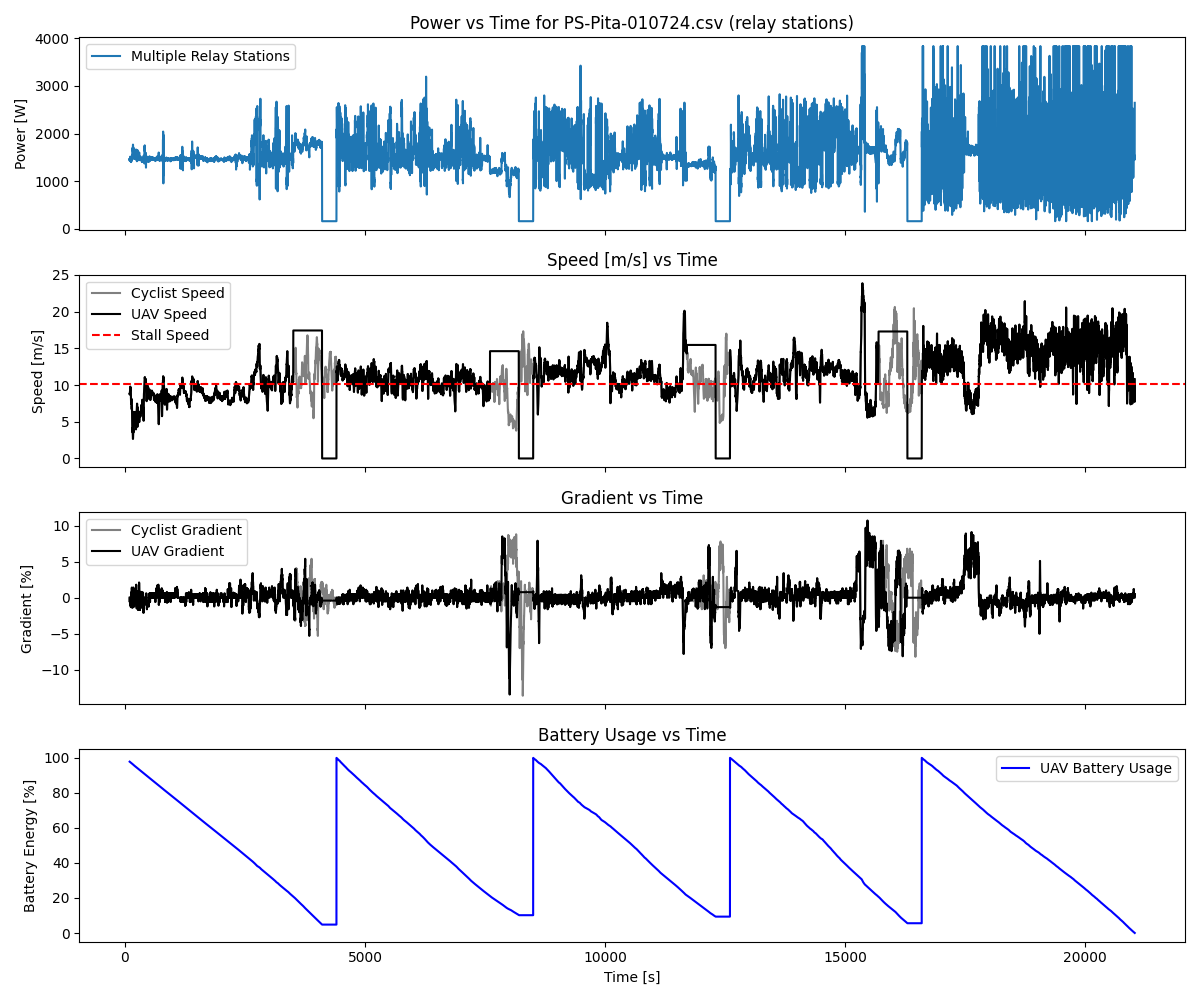 Power vs Time for PS-Pita-010724.csv (relay stations)
4000
3000
2000
1000
0
Power [W]
Multiple Relay Stations
Speed [m/s] vs Time
25
20
15
10
5
0
Speed [m/s]
Cyclist Speed
UAV Speed
Stall Speed
Gradient vs Time
10
5
0
−5
−10
Gradient [%]
Cyclist Gradient
UAV Gradient
Battery Usage vs Time
100
80
60
40
20
0
Battery Energy [%]
UAV Battery Usage
0 5000 10000 15000 20000
Time [s]